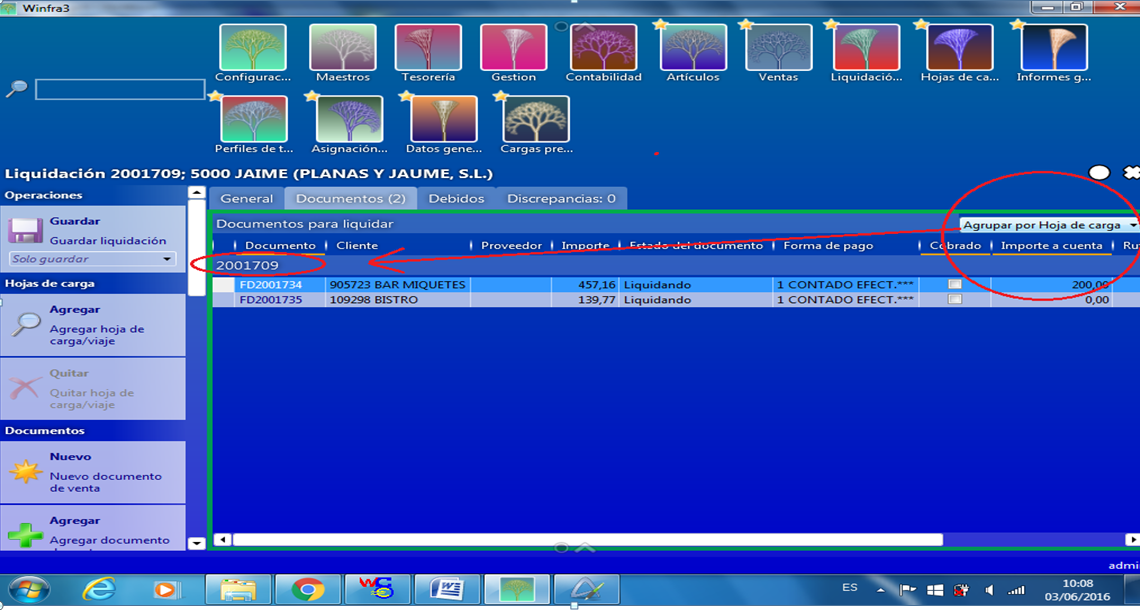 Winfra3
Configurac...
Maestros
Tesorería
Gestion
Contabilidad
Artículos
Ventas
Liquidació...
Hojas de ca...
Informes g...
Perfiles de t...
Asignación...
Datos gene...
Cargas pre...
Liquidación 2001709; 5000 JAIME (PLANAS Y JAUME, S.L.)
Operaciones
Guardar
Guardar liquidación
Solo guardar
Hojas de carga
Agregar
Agregar hoja de
carga/viaje
Quitar
Quitar hoja de
carga/viaje
Documentos
Nuevo
Nuevo documento
de venta
Agregar
Agregar documento
General Documentos (2) Debidos Discrepancias: 0
Documentos para liquidar
Agrupar por Hoja de carga
Documento Cliente Proveedor Importe Estado del documento Forma de pago Cobrado Importe a cuenta Ru
2001709
FD2001734 905723 BAR MIQUETES 457,16 Liquidando 1 CONTADO EFECT.*** 200,00
FD2001735 109298 BISTRO 139,77 Liquidando 1 CONTADO EFECT.*** 0,00
admi
ES
10:08
03/06/2016